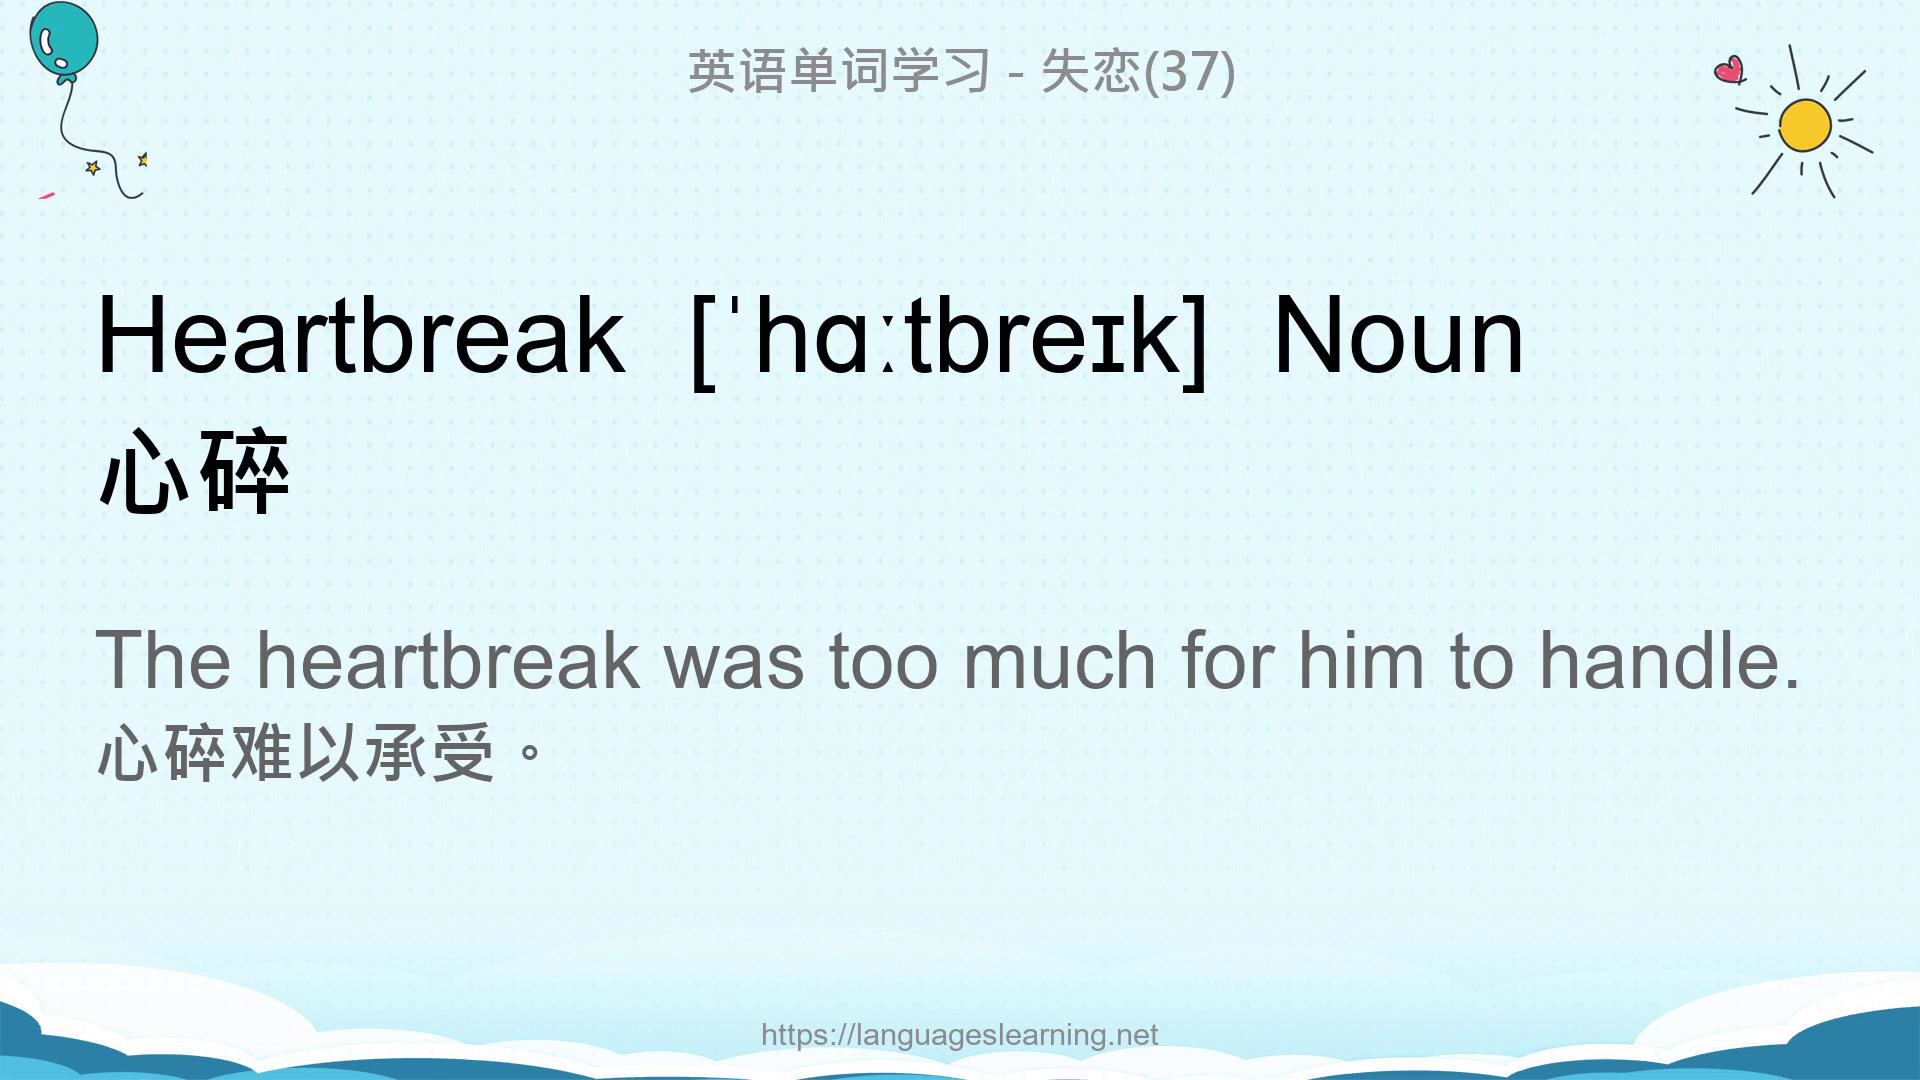 英语单词学习 - 失恋(37)
Heartbreak [ˈhɑːtbreɪk] Noun
心碎
The heartbreak was too much for him to handle.
心碎难以承受。
https://languageslearning.net